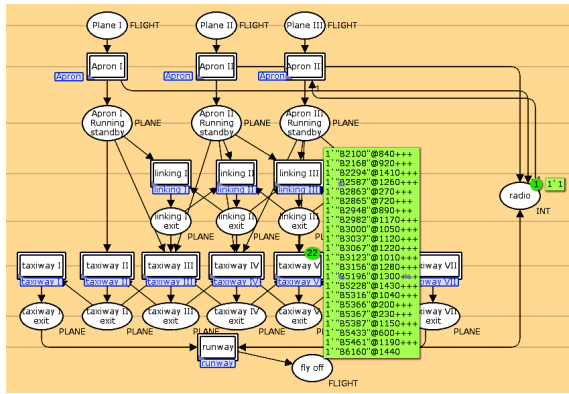 Plane I
FLIGHT
Plane II
FLIGHT
Plane III
FLIGHT
Apron I
Apron
Apron II
Apron
Apron III
Apron
Apron I
Running
standby
PLANE
Apron II
Running
standby
PLANE
Apron III
Running
standby
PLANE
linking I
linking I
linking II
linking II
linking III
linking III
linking I
exit
PLANE
linking II
exit
PLANE
linking III
exit
1`"B2100"@840+++
1`"B2168"@920+++
1`"B2294"@1410+++
1`"B2587"@1260+++
1`"B2863"@270+++
1`"B2865"@720+++
1`"B2948"@890+++
1`"B2982"@1170+++
1`"B3000"@1050+++
1`"B3037"@1120+++
1`"B3067"@1220+++
1`"B3123"@1010+++
1`"B3156"@1280+++
1`"B5196"@1300+++
1`"B5228"@1430+++
1`"B5316"@1040+++
1`"B5366"@200+++
1`"B5367"@230+++
1`"B5387"@1150+++
1`"B5433"@600+++
1`"B5461"@1190+++
1`"B6160"@1440
radio
1
1`1
INT
taxiway I
taxiway I
taxiway II
taxiway II
taxiway III
taxiway III
taxiway IV
taxiway IV
taxiway V
taxiway V
22
xiway VII
taxiway VII
taxiway I
exit
PLANE
taxiway II
exit
PLANE
taxiway III
exit
PLANE
taxiway IV
exit
PLANE
taxiway V
exit
PLANE
exit
PLANE
runway
runway
fly off
FLIGHT